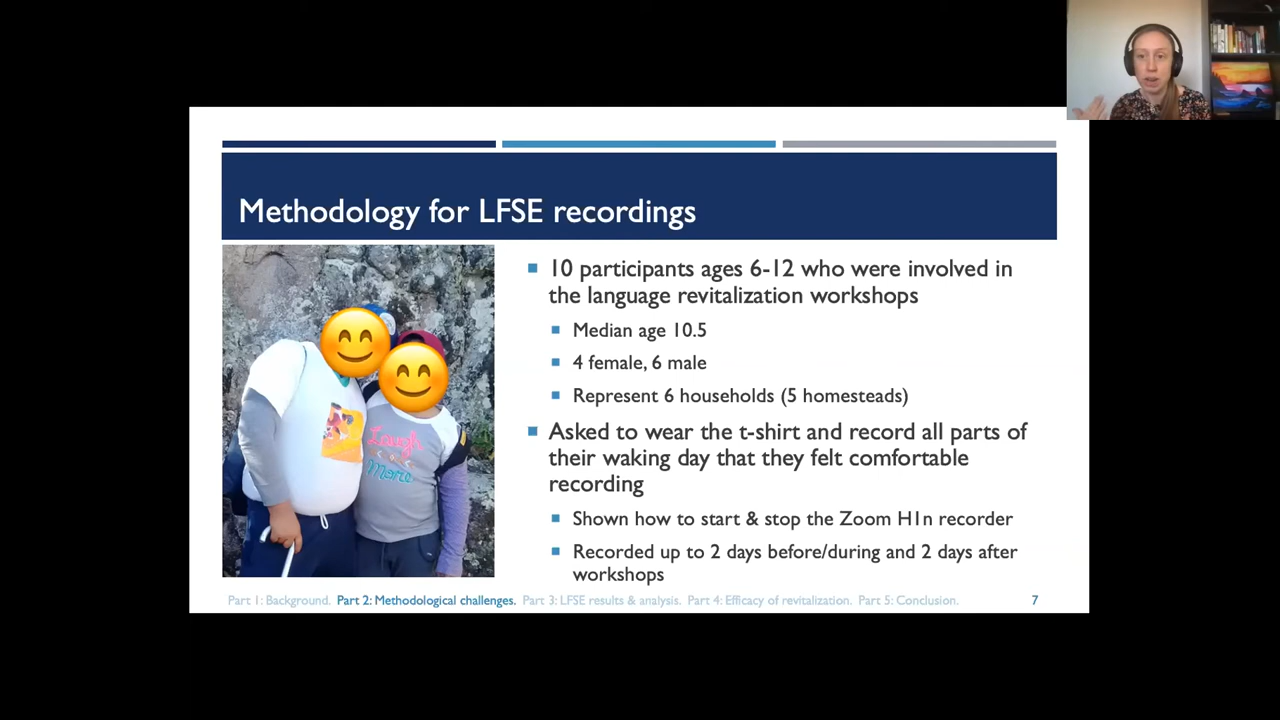 Methodology for LFSE recordings
10 participants ages 6-12 who were involved in
the language revitalization workshops
Median age 10.5
4 female, 6 male
Represent 6 households (5 homesteads)
Asked to wear the t-shirt and record all parts of
their waking day that they felt comfortable
recording
Shown how to start & stop the Zoom H1n recorder
Recorded up to 2 days before/during and 2 days after
workshops
Laugh
More
Part 1: Background. Part 2: Methodological challenges. Part 3: LFSE results & analysis. Part 4: Efficacy of revitalization. Part 5: Conclusion.
7